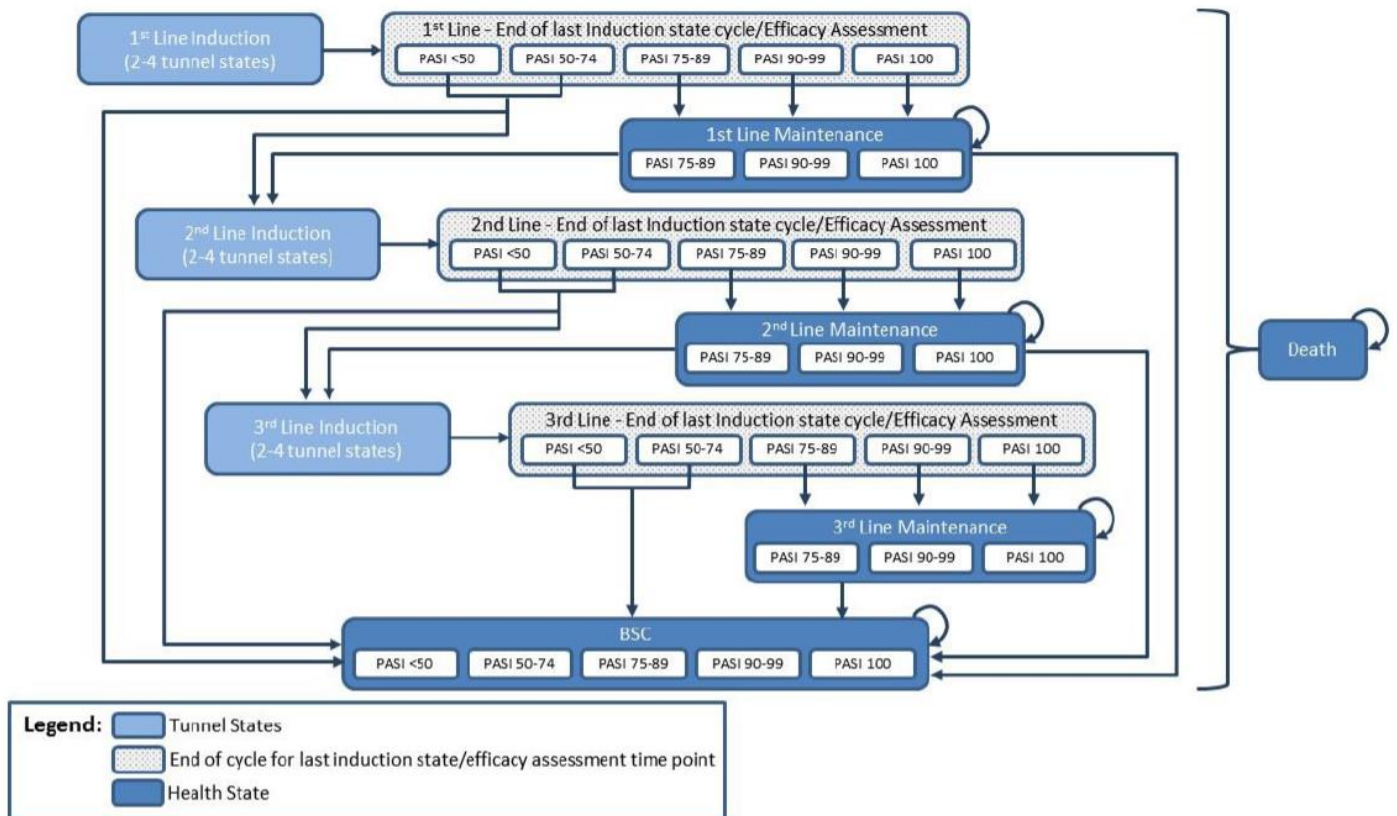 1st Line Induction
(2-4 tunnel states)
1st Line - End of last Induction state cycle/Efficacy Assessment
PASI <50 PASI 50-74 PASI 75-89 PASI 90-99 PASI 100
1st Line Maintenance
PASI 75-89 PASI 90-99 PASI 100
2nd Line Induction
(2-4 tunnel states)
2nd Line - End of last Induction state cycle/Efficacy Assessment
PASI <50 PASI 50-74 PASI 75-89 PASI 90-99 PASI 100
2nd Line Maintenance
PASI 75-89 PASI 90-99 PASI 100
Death
3rd Line Induction
(2-4 tunnel states)
3rd Line - End of last Induction state cycle/Efficacy Assessment
PASI <50 PASI 50-74 PASI 75-89 PASI 90-99 PASI 100
3rd Line Maintenance
PASI 75-89 PASI 90-99 PASI 100
BSC
PASI <50 PASI 50-74 PASI 75-89 PASI 90-99 PASI 100
Legend: Tunnel States
End of cycle for last induction state/efficacy assessment time point
Health State